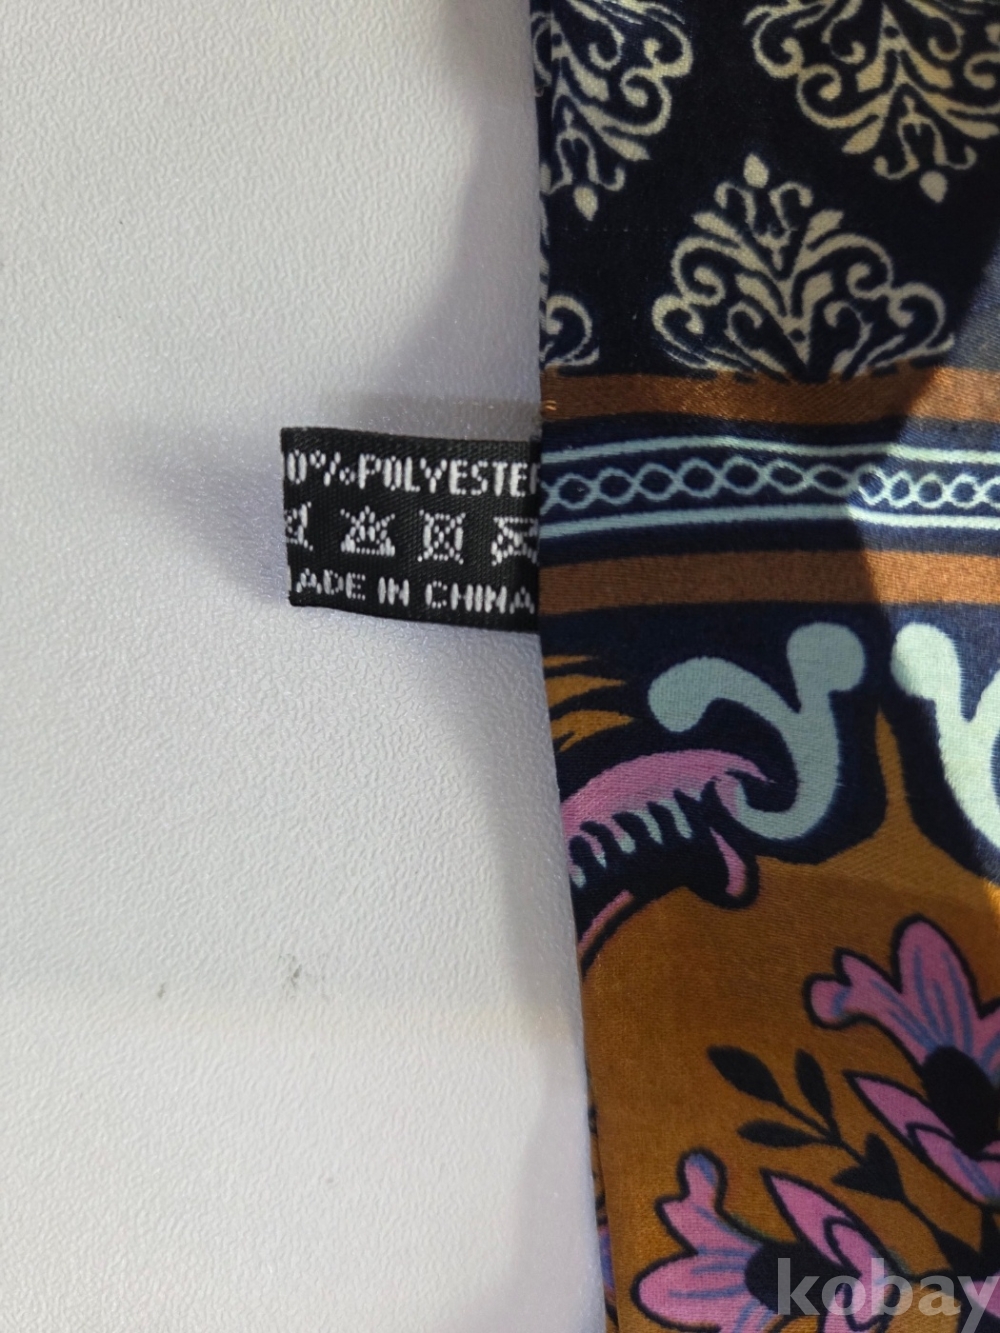 0%POLYESTER
ADE IN CHINA
kobay